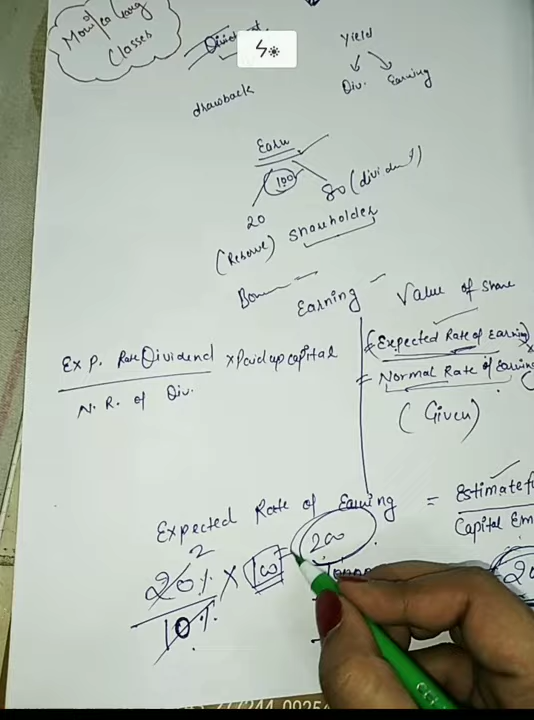 Classes
Yield
Div. Earning
drawback
Earn
100
80 (dividend)
20
(Reserve) Shareholder
Earning
Value of Share
Exp. Rate Dividend x Paid up capital
N. R. of Div.
= Expected Rate of earning x
= Normal Rate of Earning
(Given)
Expected Rate of Earning = Estimate
Capital Em
2
20% x 100 = 200
10%
20